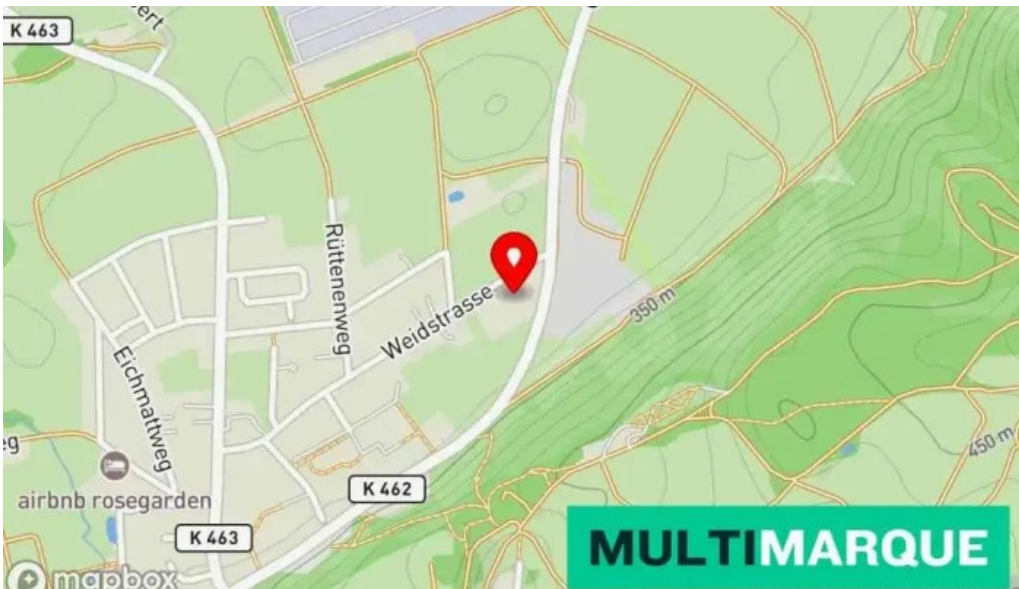 K 463
Rüttenenweg
Weidstrasse
350 m
Eichmattweg
450 m
airbnb rosegarden
K 462
K 463
MULTIMARQUE
mapbox